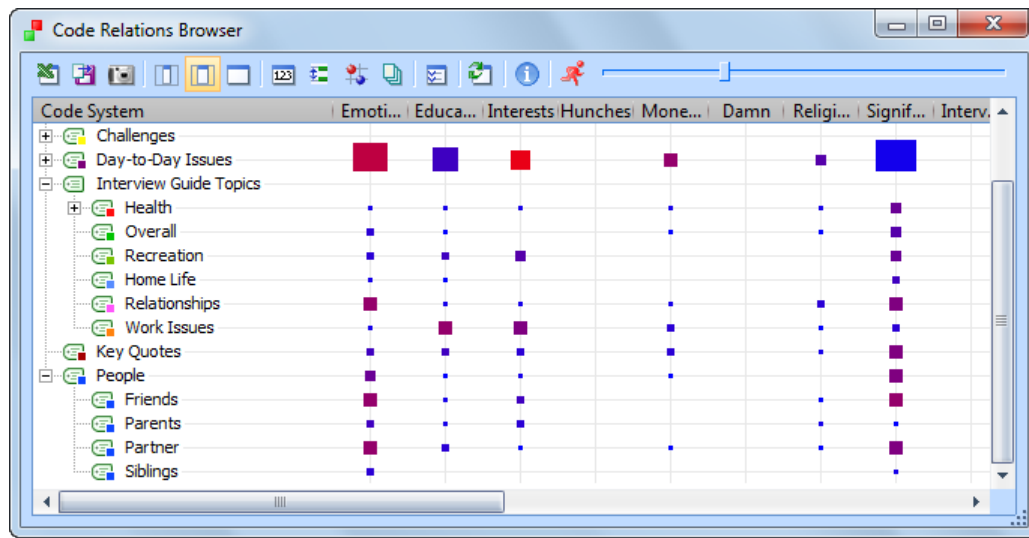 Code Relations Browser
123
Code System Emoti... Educa... Interests Hunches Mone... Damn Religi... Signif... Interv.
Challenges
Day-to-Day Issues
Interview Guide Topics
Health
Overall
Recreation
Home Life
Relationships
Work Issues
Key Quotes
People
Friends
Parents
Partner
Siblings